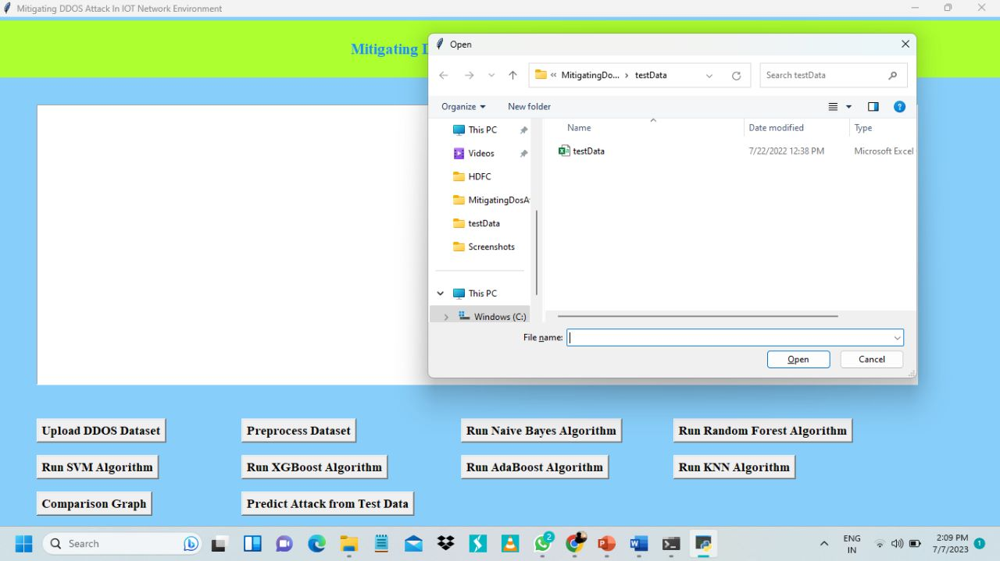 Mitigating DDOS Attack In IOT Network Environment
Mitigating
Open
« MitigatingDo... › testData
Search testData
Organize
New folder
Name
Date modified
Type
This PC
Videos
HDFC
MitigatingDosA
testData
Screenshots
This PC
Windows (C:)
testData
7/22/2022 12:38 PM
Microsoft Excel
File name:
Open
Cancel
Upload DDOS Dataset
Preprocess Dataset
Run Naive Bayes Algorithm
Run Random Forest Algorithm
Run SVM Algorithm
Run XGBoost Algorithm
Run AdaBoost Algorithm
Run KNN Algorithm
Comparison Graph
Predict Attack from Test Data
Search
2
ENG
IN
2:09 PM
7/7/2023
1